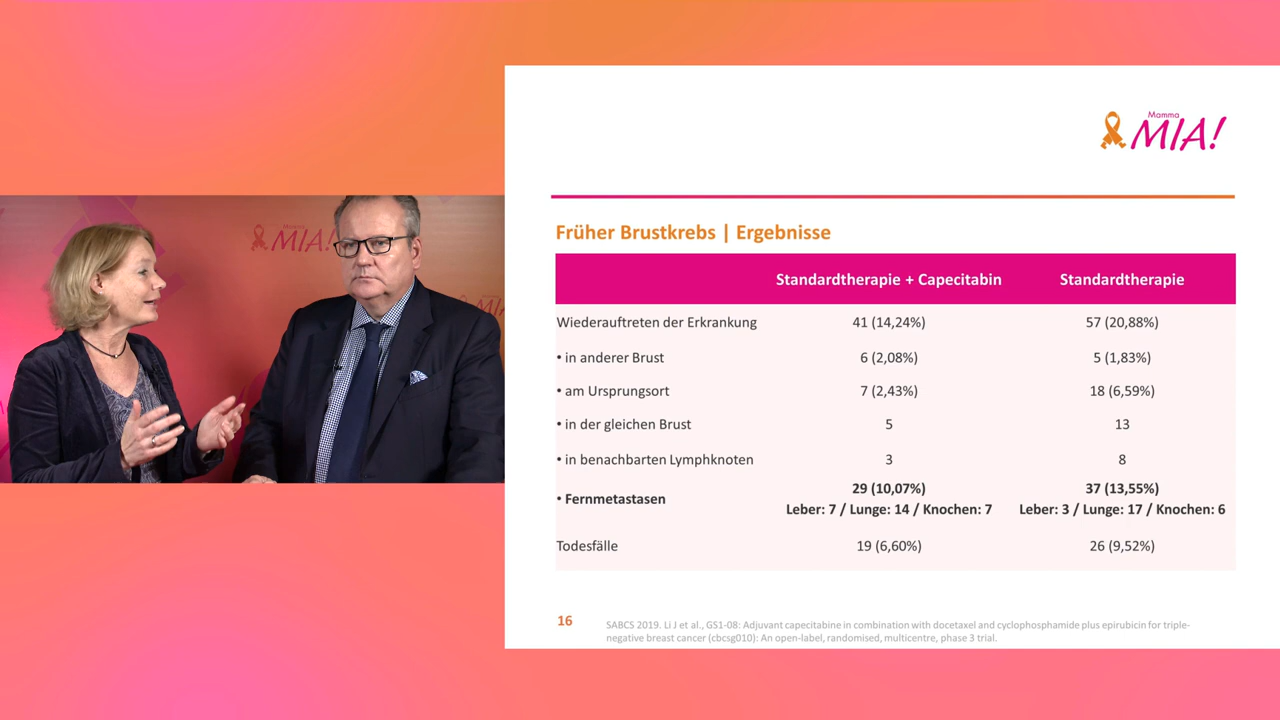 Mamma
MIA!
Mamma
MIA!
MIA
Früher Brustkrebs | Ergebnisse
Standardtherapie + Capecitabin Standardtherapie
Wiederauftreten der Erkrankung 41 (14,24%) 57 (20,88%)
• in anderer Brust 6 (2,08%) 5 (1,83%)
• am Ursprungsort 7 (2,43%) 18 (6,59%)
• in der gleichen Brust 5 13
• in benachbarten Lymphknoten 3 8
• Fernmetastasen 29 (10,07%) 37 (13,55%)
Leber: 7 / Lunge: 14 / Knochen: 7 Leber: 3 / Lunge: 17 / Knochen: 6
Todesfälle 19 (6,60%) 26 (9,52%)
16
SABCS 2019. Li J et al., GS1-08: Adjuvant capecitabine in combination with docetaxel and cyclophosphamide plus epirubicin for triple-
negative breast cancer (cbcsg010): An open-label, randomised, multicentre, phase 3 trial.